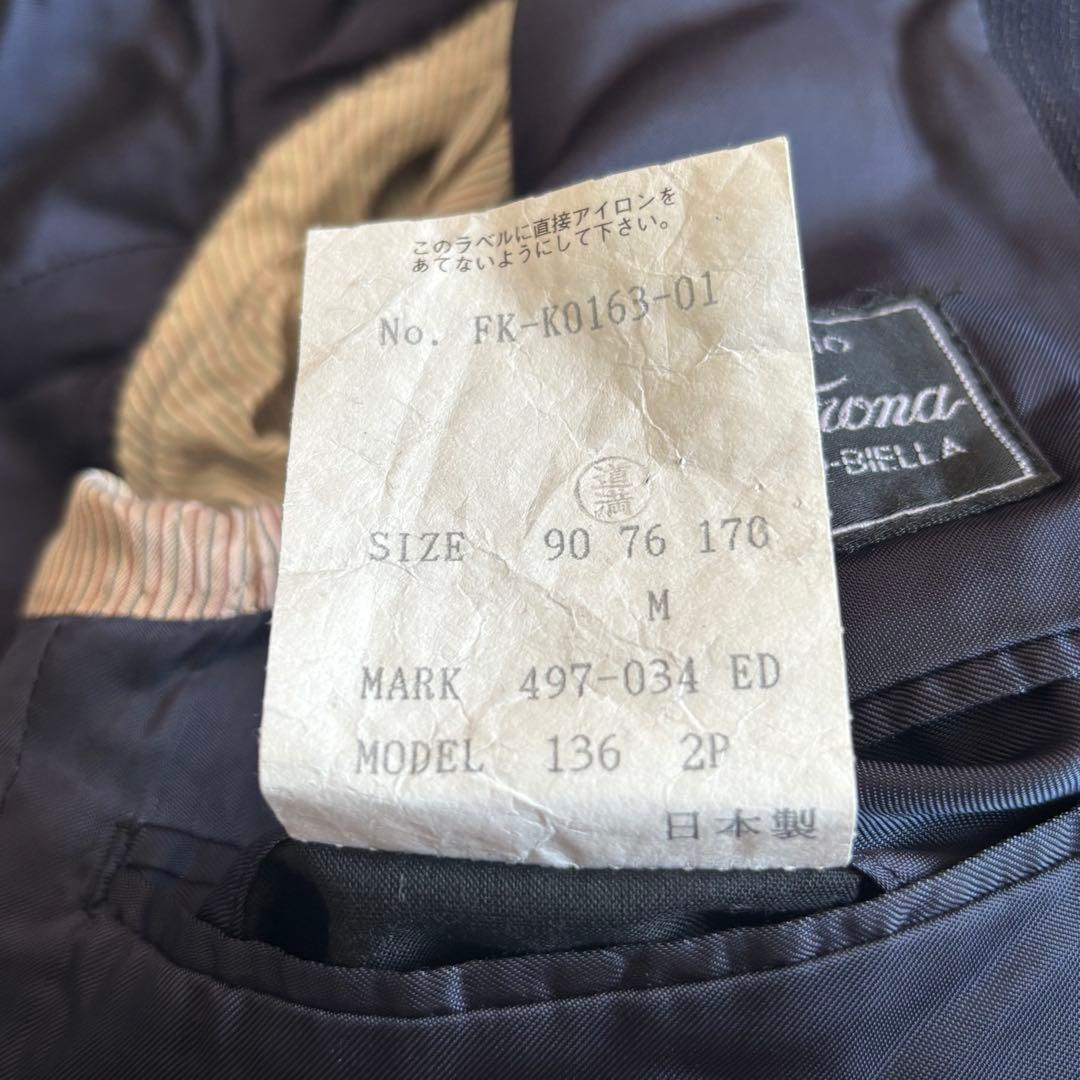 このラベルに直接アイロンを
あてないようにして下さい。
No. FK-K0163-01
道
満
SIZE 90 76 170
M
MARK 497-034 ED
MODEL 136 2P
日本製
-BIELLA